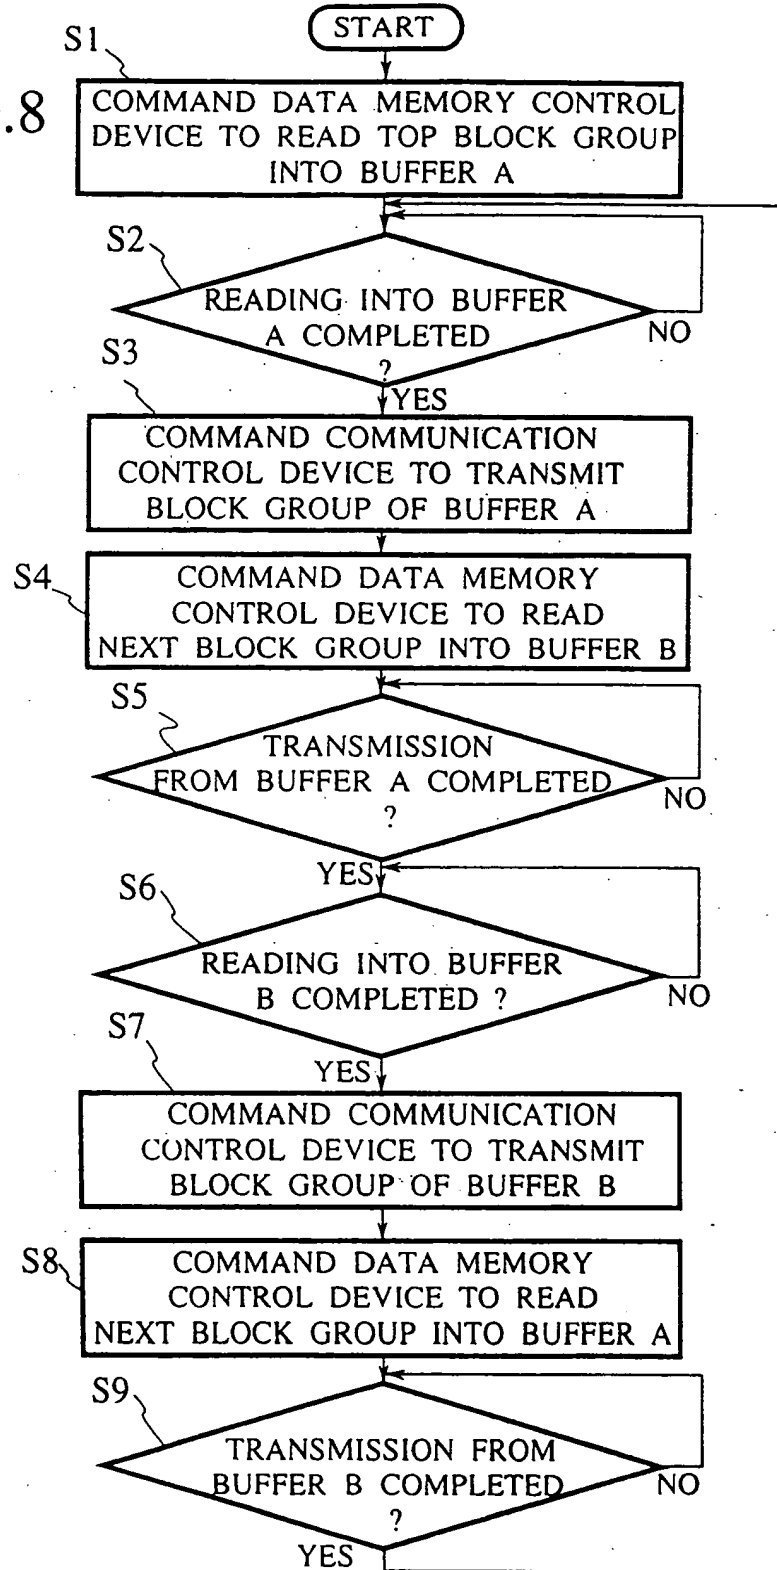 START
S1
.8
COMMAND DATA MEMORY CONTROL
DEVICE TO READ TOP BLOCK GROUP
INTO BUFFER A
S2
READING INTO BUFFER
A COMPLETED
?
NO
YES
S3
COMMAND COMMUNICATION
CONTROL DEVICE TO TRANSMIT
BLOCK GROUP OF BUFFER A
S4
COMMAND DATA MEMORY
CONTROL DEVICE TO READ
NEXT BLOCK GROUP INTO BUFFER B
S5
TRANSMISSION
FROM BUFFER A COMPLETED
?
NO
YES
S6
READING INTO BUFFER
B COMPLETED ?
NO
YES
S7
COMMAND COMMUNICATION
CONTROL DEVICE TO TRANSMIT
BLOCK GROUP OF BUFFER B
S8
COMMAND DATA MEMORY
CONTROL DEVICE TO READ
NEXT BLOCK GROUP INTO BUFFER A
S9
TRANSMISSION FROM
BUFFER B COMPLETED
?
NO
YES